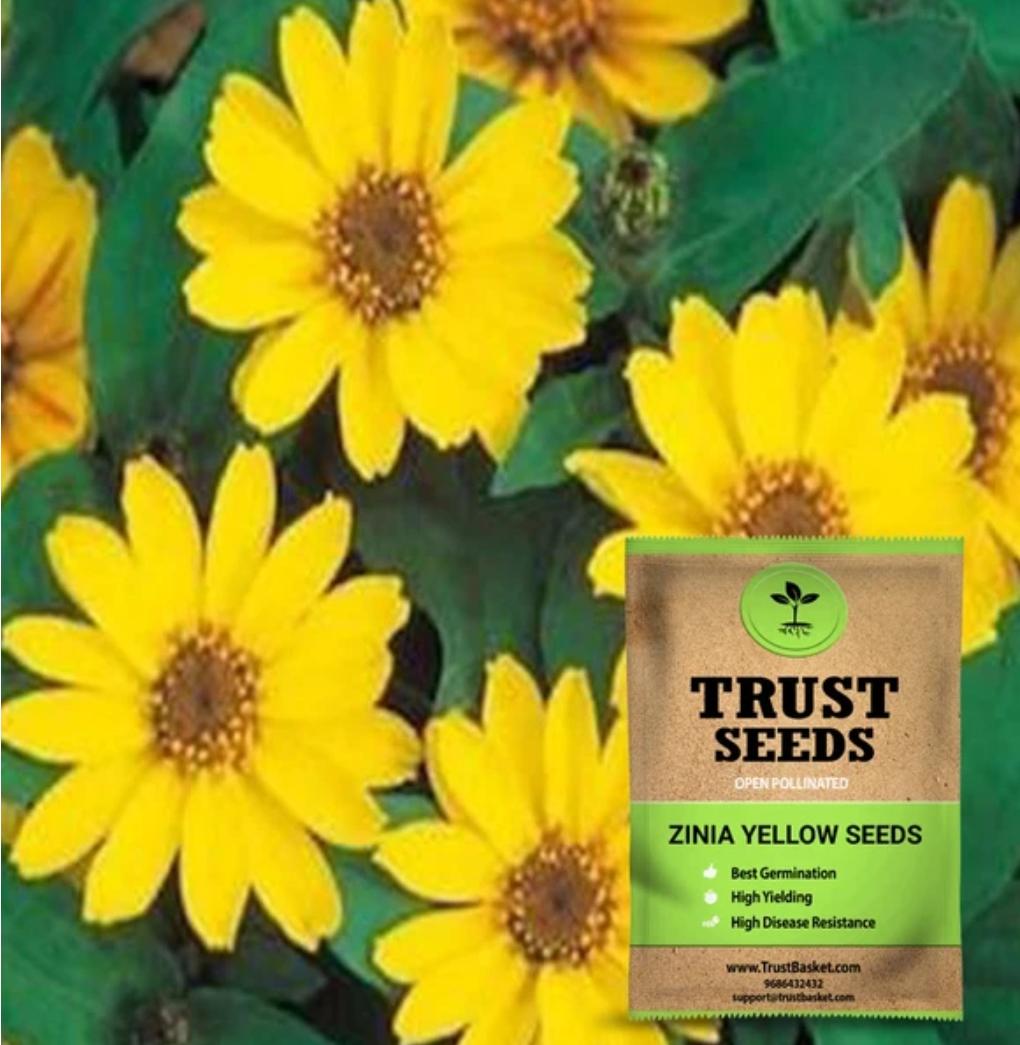 TRUST
SEEDS
OPEN POLLINATED
ZINIA YELLOW SEEDS
Best Germination
High Yielding
High Disease Resistance
www.TrustBasket.com
9686432432
support@trustbasket.com